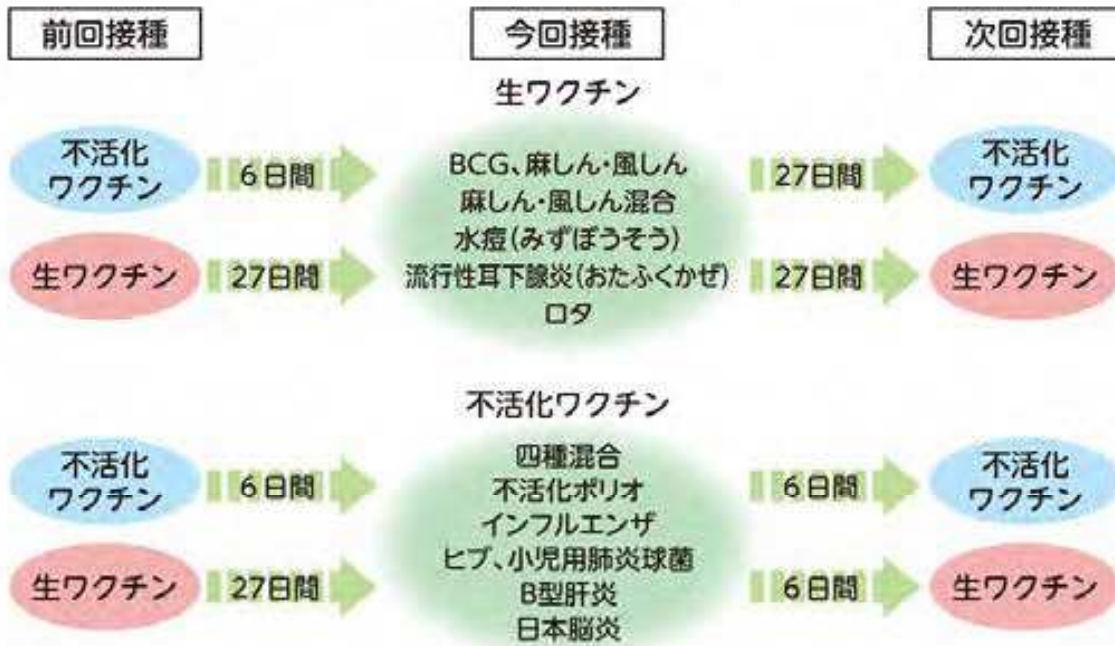 前回接種
今回接種
次回接種
生ワクチン
不活化
ワクチン
6日間
BCG、麻しん・風しん
麻しん・風しん混合
水痘(みずぼうそう)
流行性耳下腺炎(おたふくかぜ)
ロタ
27日間
不活化
ワクチン
生ワクチン
27日間
27日間
生ワクチン
不活化ワクチン
不活化
ワクチン
6日間
四種混合
不活化ポリオ
インフルエンザ
ヒブ、小児用肺炎球菌
B型肝炎
日本脳炎
6日間
不活化
ワクチン
生ワクチン
27日間
6日間
生ワクチン